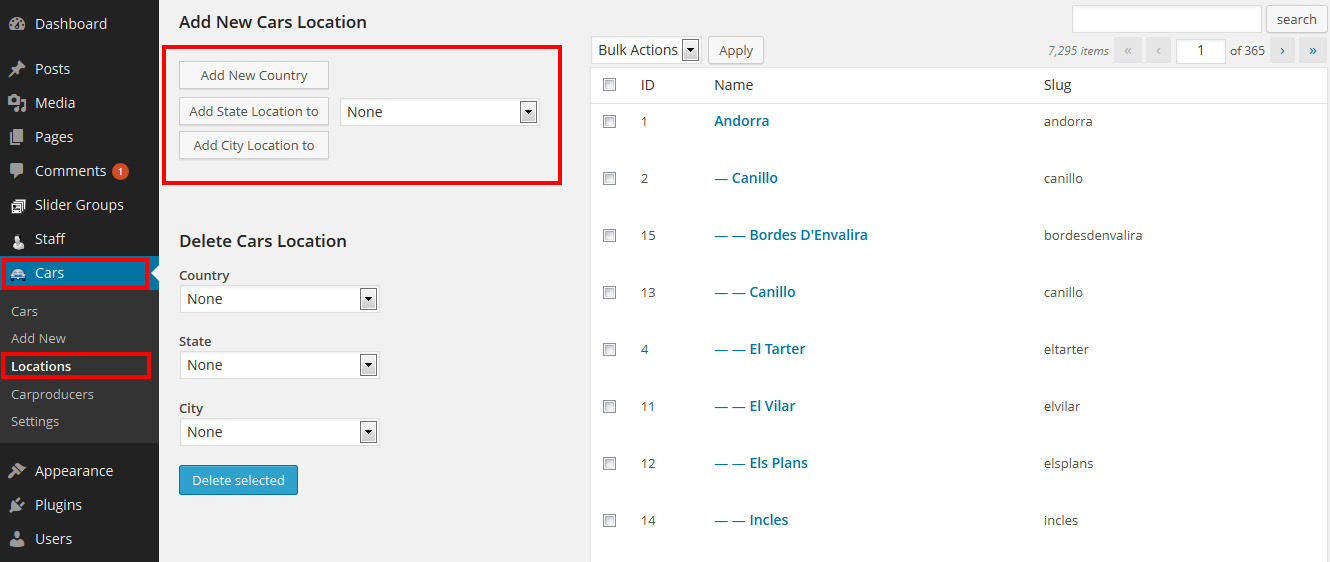 Dashboard
Posts
Media
Pages
Comments 1
Slider Groups
Staff
Cars
Cars
Add New
Locations
Carproducers
Settings
Appearance
Plugins
Users
Add New Cars Location
Add New Country
Add State Location to None
Add City Location to
Delete Cars Location
Country
None
State
None
City
None
Delete selected
search
Bulk Actions Apply 7,295 items « ‹ 1 of 365 › »
ID Name Slug
1 Andorra andorra
2 — Canillo canillo
15 — — Bordes D'Envalira bordesdenvalira
13 — — Canillo canillo
4 — — El Tarter eltarter
11 — — El Vilar elvilar
12 — — Els Plans elsplans
14 — — Incles incles